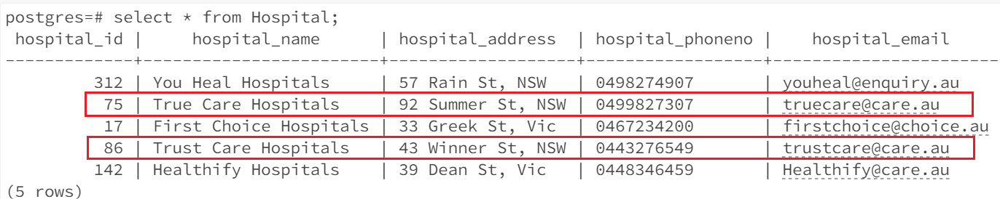 postgres=# select * from Hospital;
 hospital_id |     hospital_name      | hospital_address  | hospital_phoneno |    hospital_email
-------------+------------------------+-------------------+------------------+----------------------
         312 | You Heal Hospitals     | 57 Rain St, NSW   | 0498274907       | youheal@enquiry.au
          75 | True Care Hospitals    | 92 Summer St, NSW | 0499827307       | truecare@care.au
          17 | First Choice Hospitals | 33 Greek St, Vic  | 0467234200       | firstchoice@choice.au
          86 | Trust Care Hospitals   | 43 Winner St, NSW | 0443276549       | trustcare@care.au
         142 | Healthify Hospitals    | 39 Dean St, Vic   | 0448346459       | Healthify@care.au
(5 rows)